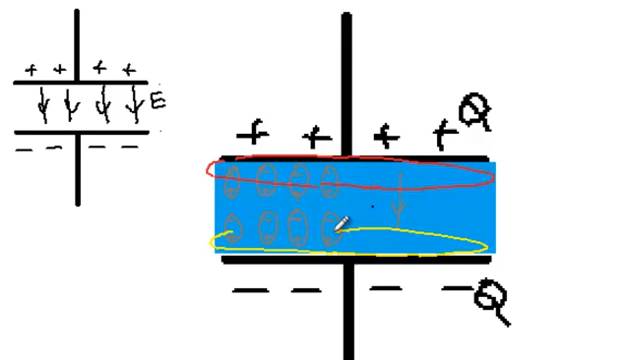 + + + +
E
- - - -
+ + + + Q
- - - - Q